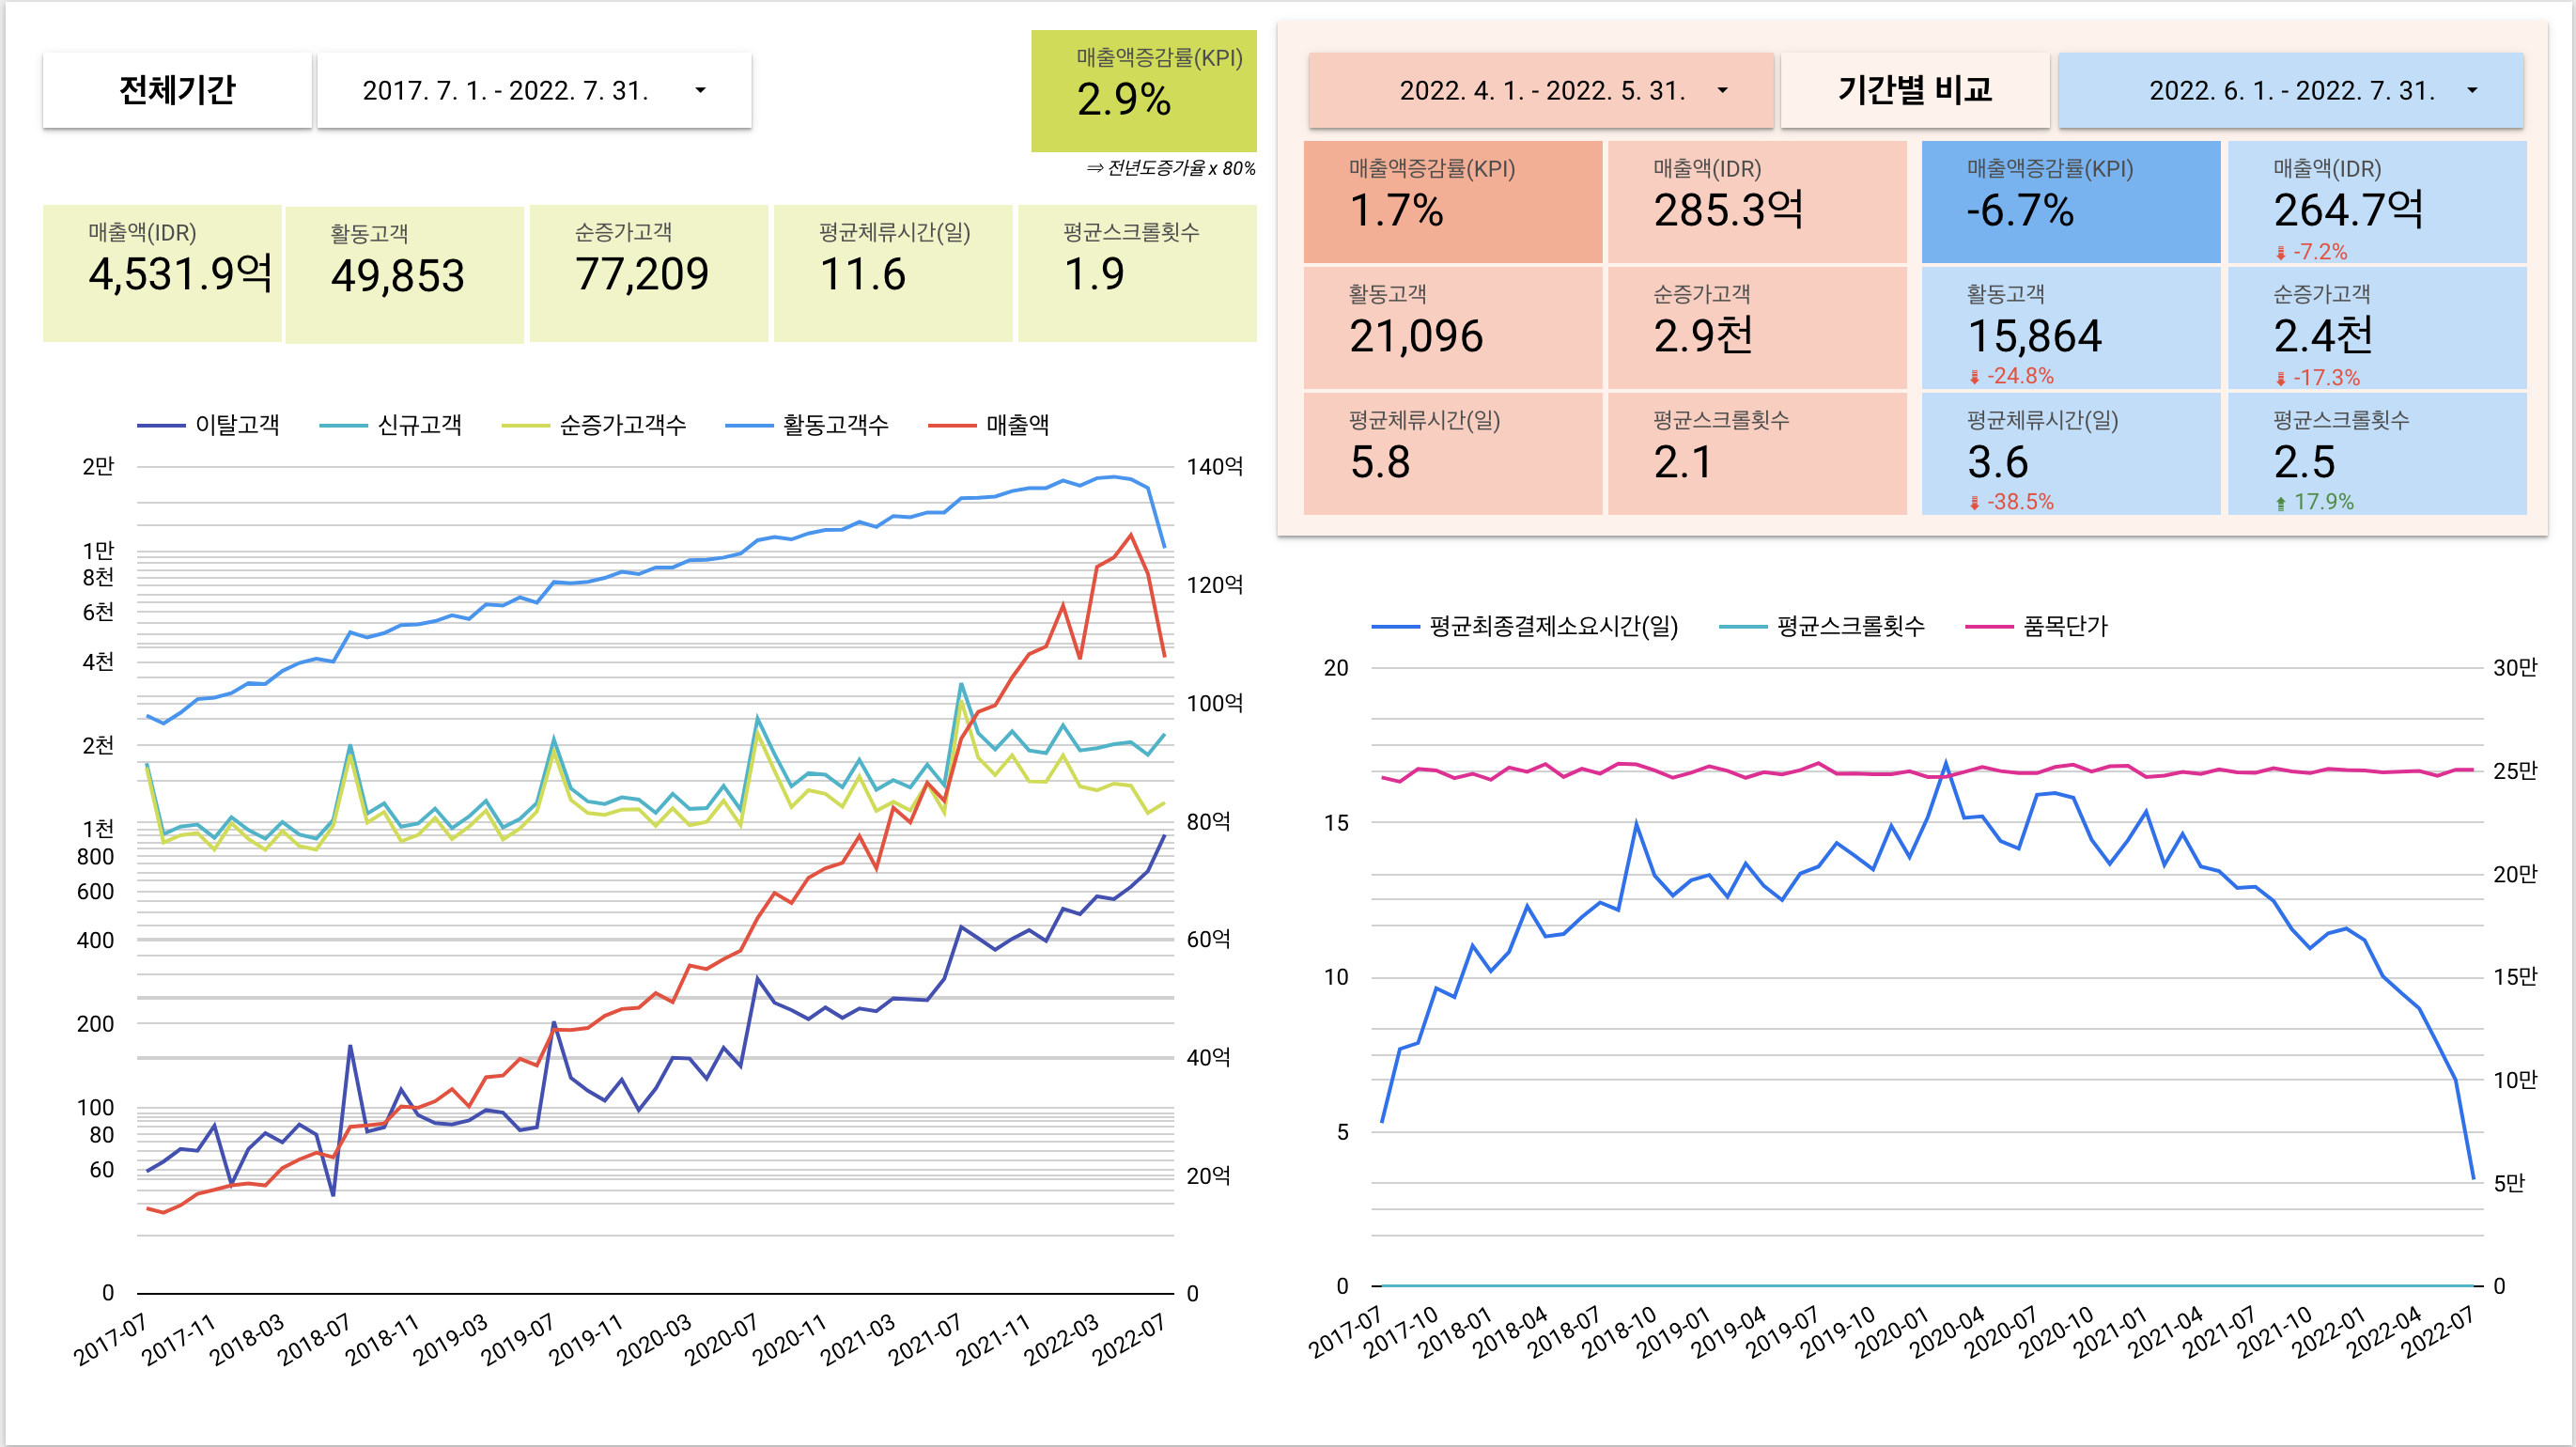 전체기간
2017. 7. 1. - 2022. 7. 31.
매출액증감률(KPI)
2.9%
⇒ 전년도증가율 x 80%
매출액(IDR)
4,531.9억
활동고객
49,853
순증가고객
77,209
평균체류시간(일)
11.6
평균스크롤횟수
1.9
2022. 4. 1. - 2022. 5. 31.
기간별 비교
2022. 6. 1. - 2022. 7. 31.
매출액증감률(KPI)
1.7%
매출액(IDR)
285.3억
매출액증감률(KPI)
-6.7%
매출액(IDR)
264.7억
-7.2%
활동고객
21,096
순증가고객
2.9천
활동고객
15,864
-24.8%
순증가고객
2.4천
-17.3%
평균체류시간(일)
5.8
평균스크롤횟수
2.1
평균체류시간(일)
3.6
-38.5%
평균스크롤횟수
2.5
17.9%
이탈고객 신규고객 순증가고객수 활동고객수 매출액
2만
1만
8천
6천
4천
2천
1천
800
600
400
200
100
80
60
0
140억
120억
100억
80억
60억
40억
20억
0
2017-07 2017-11 2018-03 2018-07 2018-11 2019-03 2019-07 2019-11 2020-03 2020-07 2020-11 2021-03 2021-07 2021-11 2022-03 2022-07
평균최종결제소요시간(일) 평균스크롤횟수 품목단가
20
15
10
5
0
30만
25만
20만
15만
10만
5만
0
2017-07 2017-10 2018-01 2018-04 2018-07 2018-10 2019-01 2019-04 2019-07 2019-10 2020-01 2020-04 2020-07 2020-10 2021-01 2021-04 2021-07 2021-10 2022-01 2022-04 2022-07